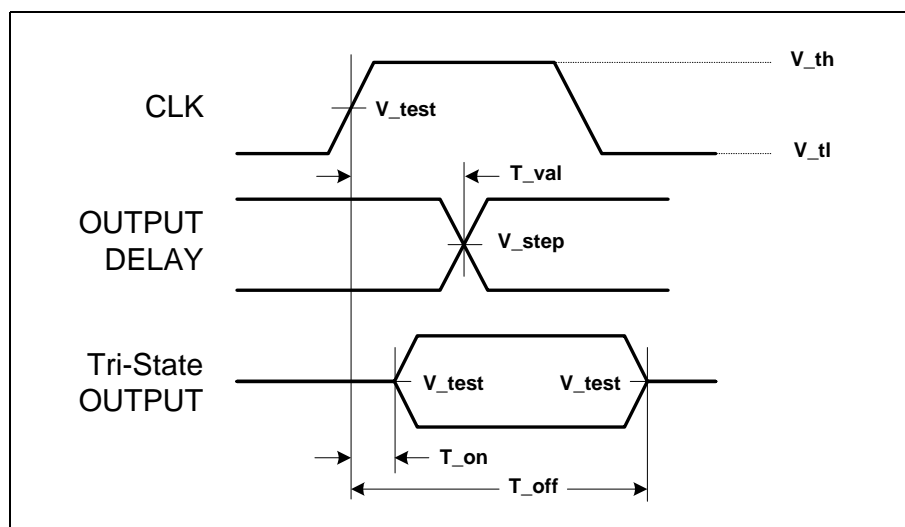 V_th
CLK
V_test
V_tl
T_val
OUTPUT
DELAY
V_step
Tri-State
OUTPUT
V_test
V_test
T_on
T_off